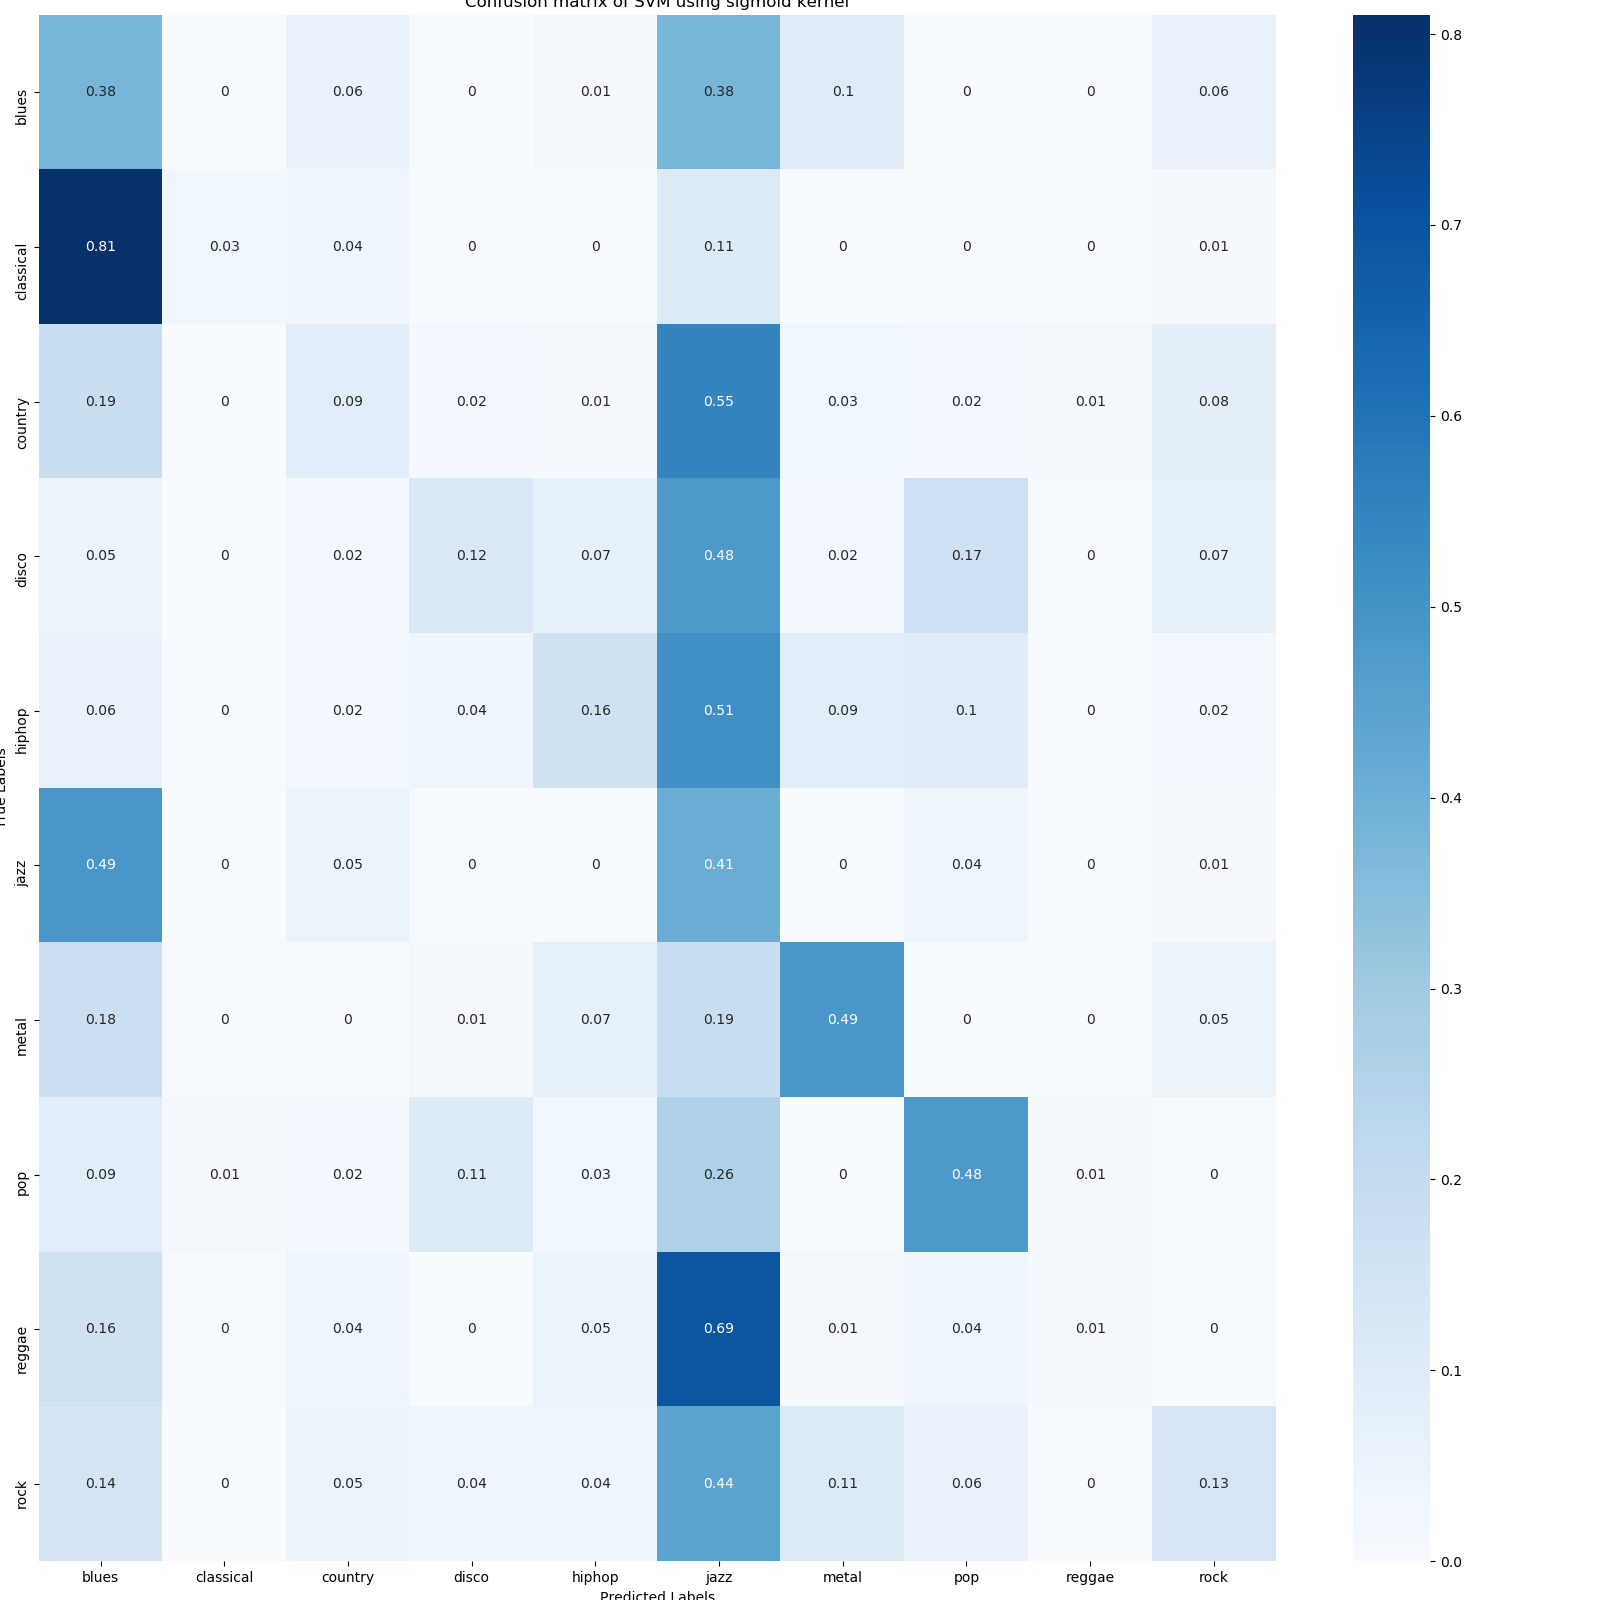 Confusion matrix of SVM using sigmoid kernel
blues 0.38 0 0.06 0 0.01 0.38 0.1 0 0 0.06
classical 0.81 0.03 0.04 0 0 0.11 0 0 0 0.01
country 0.19 0 0.09 0.02 0.01 0.55 0.03 0.02 0.01 0.08
disco 0.05 0 0.02 0.12 0.07 0.48 0.02 0.17 0 0.07
hiphop 0.06 0 0.02 0.04 0.16 0.51 0.09 0.1 0 0.02
jazz 0.49 0 0.05 0 0 0.41 0 0.04 0 0.01
metal 0.18 0 0 0.01 0.07 0.19 0.49 0 0 0.05
pop 0.09 0.01 0.02 0.11 0.03 0.26 0 0.48 0.01 0
reggae 0.16 0 0.04 0 0.05 0.69 0.01 0.04 0.01 0
rock 0.14 0 0.05 0.04 0.04 0.44 0.11 0.06 0 0.13
blues classical country disco hiphop jazz metal pop reggae rock
Predicted Labels
True Labels
0.8
0.7
0.6
0.5
0.4
0.3
0.2
0.1
0.0